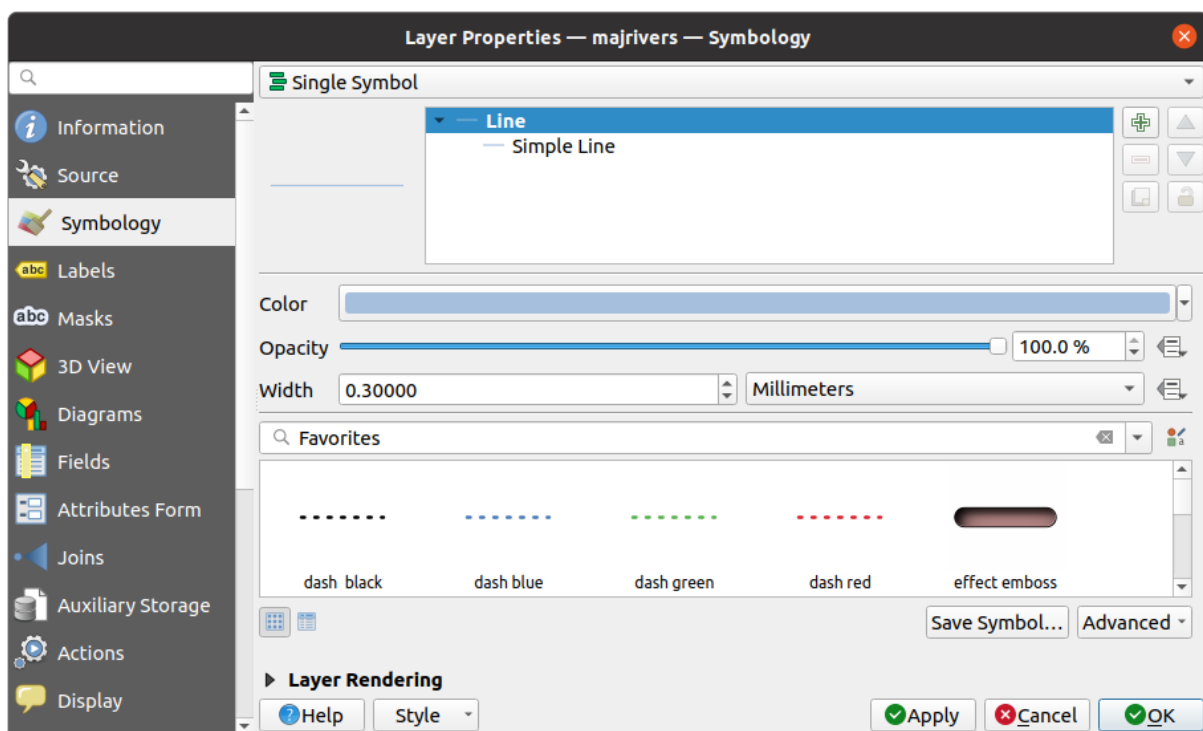 Layer Properties — majrivers — Symbology
Single Symbol
Information
Source
Symbology
Labels
Masks
3D View
Diagrams
Fields
Attributes Form
Joins
Auxiliary Storage
Actions
Display
Line
Simple Line
Color
Opacity 100.0 %
Width 0.30000 Millimeters
Favorites
dash black dash blue dash green dash red effect emboss
Save Symbol... Advanced
Layer Rendering
Help Style Apply Cancel OK